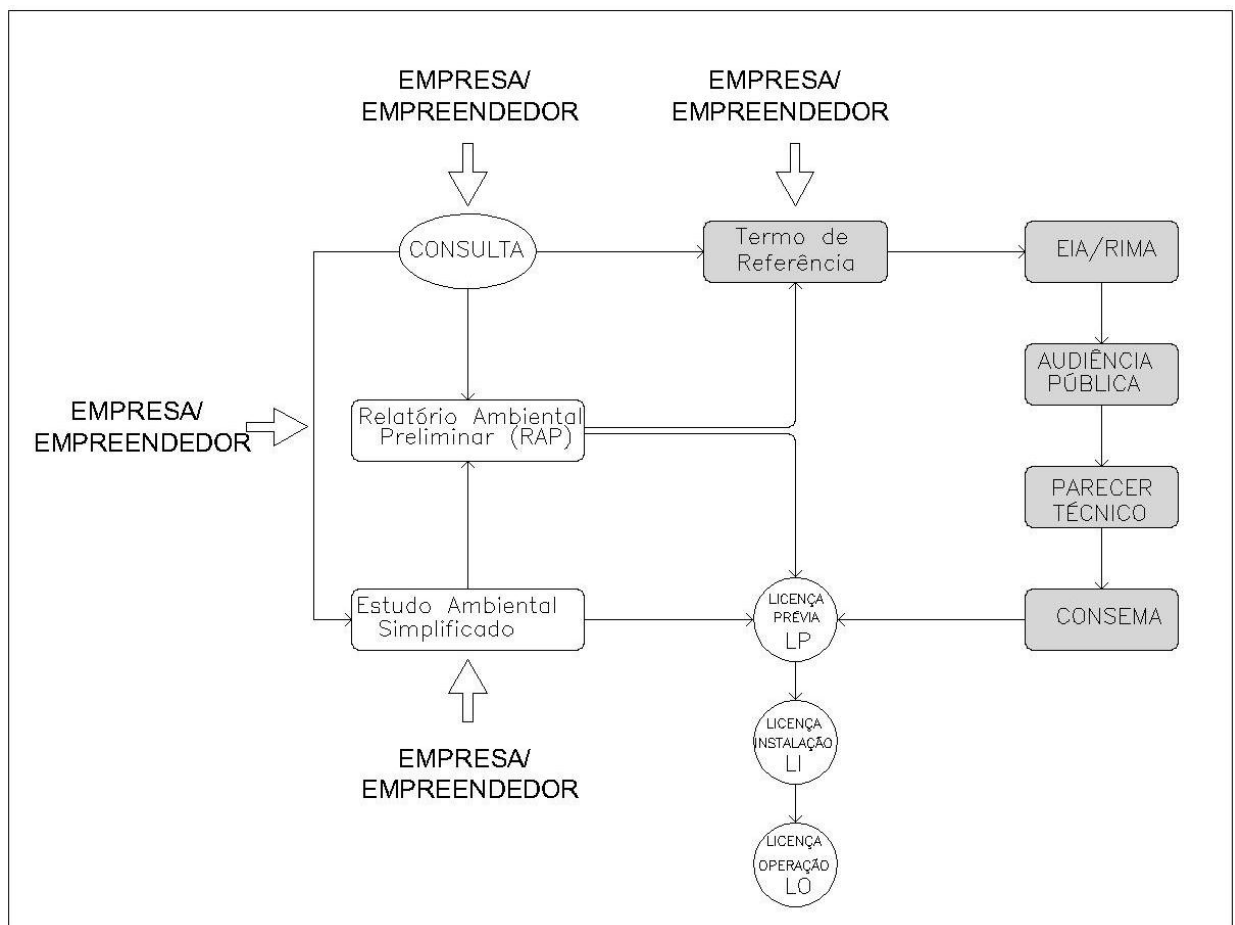 EMPRESA/
EMPREENDEDOR
EMPRESA/
EMPREENDEDOR
CONSULTA
Termo de
Referência
EIA/RIMA
AUDIÊNCIA
PÚBLICA
EMPRESA/
EMPREENDEDOR
Relatório Ambiental
Preliminar (RAP)
PARECER
TÉCNICO
Estudo Ambiental
Simplificado
LICENÇA
PRÉVIA
LP
CONSEMA
EMPRESA/
EMPREENDEDOR
LICENÇA
INSTALAÇÃO
LI
LICENÇA
OPERAÇÃO
LO